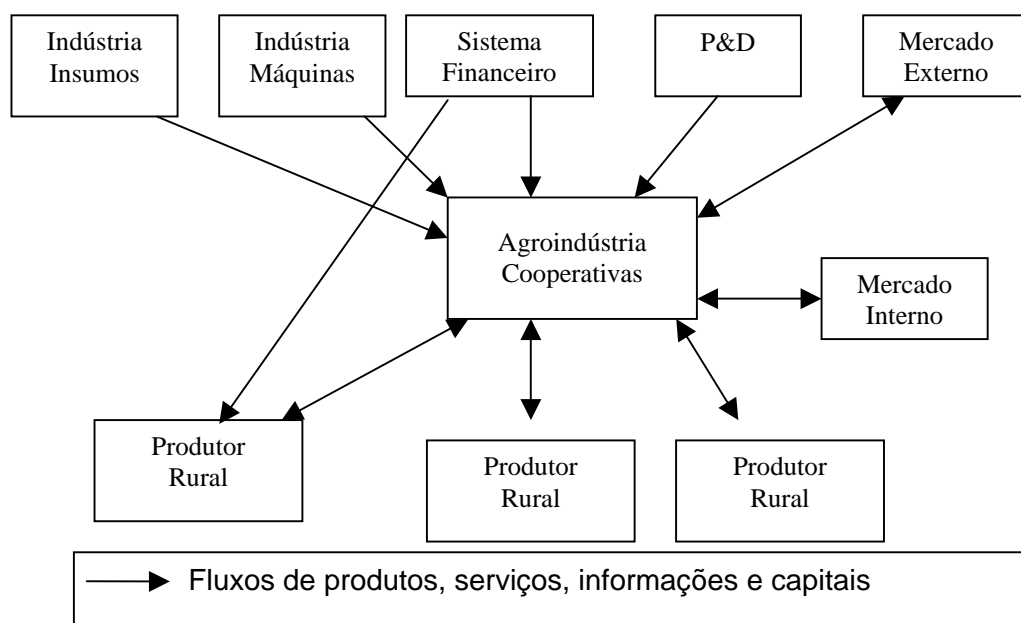 Indústria
Insumos
Indústria
Máquinas
Sistema
Financeiro
P&D
Mercado
Externo
Agroindústria
Cooperativas
Mercado
Interno
Produtor
Rural
Produtor
Rural
Produtor
Rural
Fluxos de produtos, serviços, informações e capitais